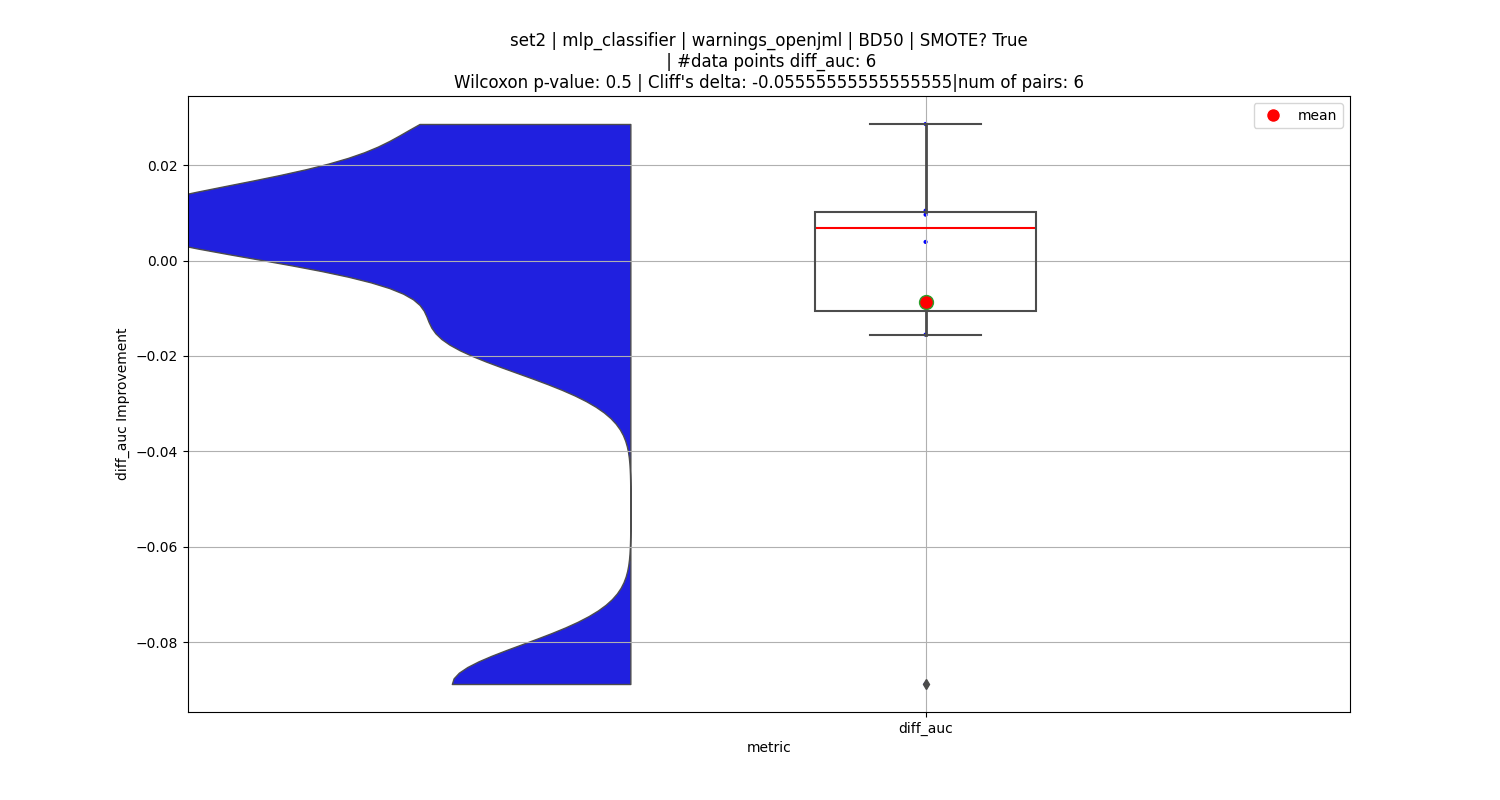 set2 | mlp_classifier | warnings_openjml | BD50 | SMOTE? True
| #data points diff_auc: 6
Wilcoxon p-value: 0.5 | Cliff's delta: -0.05555555555555555|num of pairs: 6
mean
0.02
0.00
−0.02
−0.04
−0.06
−0.08
diff_auc Improvement
diff_auc
metric